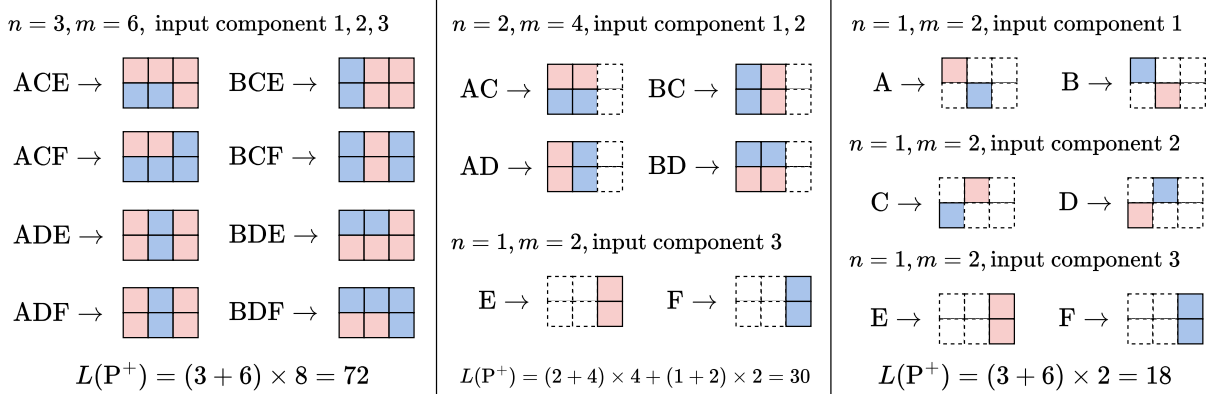 n = 3, m = 6, input component 1, 2, 3
ACE → BCE →
ACF → BCF →
ADE → BDE →
ADF → BDF →
L(P⁺) = (3 + 6) × 8 = 72
n = 2, m = 4, input component 1, 2
AC → BC →
AD → BD →
n = 1, m = 2, input component 3
E → F →
L(P⁺) = (2 + 4) × 4 + (1 + 2) × 2 = 30
n = 1, m = 2, input component 1
A → B →
n = 1, m = 2, input component 2
C → D →
n = 1, m = 2, input component 3
E → F →
L(P⁺) = (3 + 6) × 2 = 18